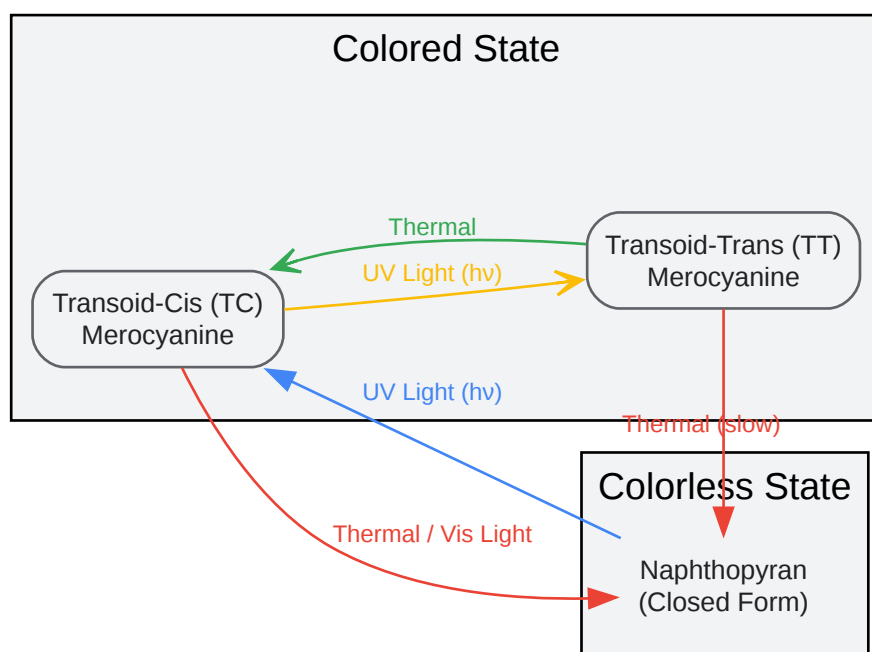 Colored State
Thermal
Transoid-Trans (TT)
Merocyanine
UV Light (hν)
Transoid-Cis (TC)
Merocyanine
UV Light (hν)
Thermal (slow)
Colorless State
Thermal / Vis Light
Naphthopyran
(Closed Form)